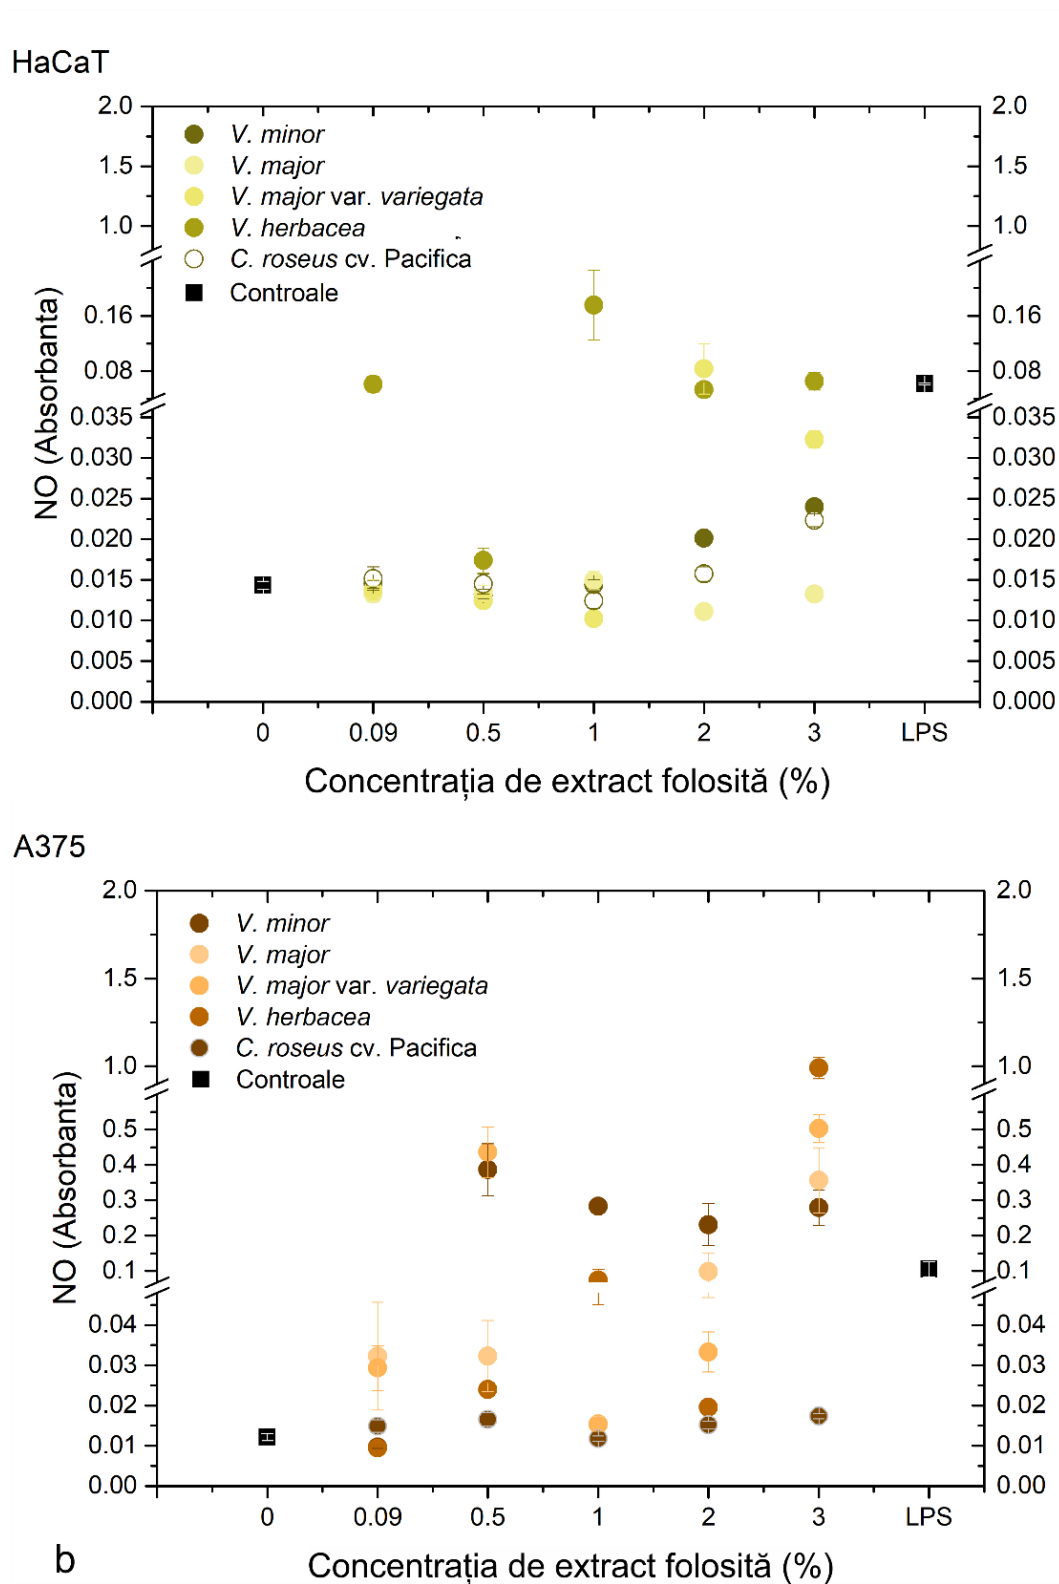 HaCaT
2.0 2.0
V. minor
V. major
1.5 1.5
V. major var. variegata
1.0 V. herbacea 1.0
C. roseus cv. Pacifica
Controale
0.16 0.16
0.08 0.08
0.035 0.035
0.030 0.030
0.025 0.025
0.020 0.020
0.015 0.015
0.010 0.010
0.005 0.005
0.000 0.000
NO (Absorbanta)
0 0.09 0.5 1 2 3 LPS
Concentrația de extract folosită (%)
A375
2.0 2.0
V. minor
V. major
1.5 V. major var. variegata 1.5
V. herbacea
C. roseus cv. Pacifica
1.0 1.0
Controale
0.5 0.5
0.4 0.4
0.3 0.3
0.2 0.2
0.1 0.1
0.04 0.04
0.03 0.03
0.02 0.02
0.01 0.01
0.00 0.00
NO (Absorbanta)
0 0.09 0.5 1 2 3 LPS
b
Concentrația de extract folosită (%)